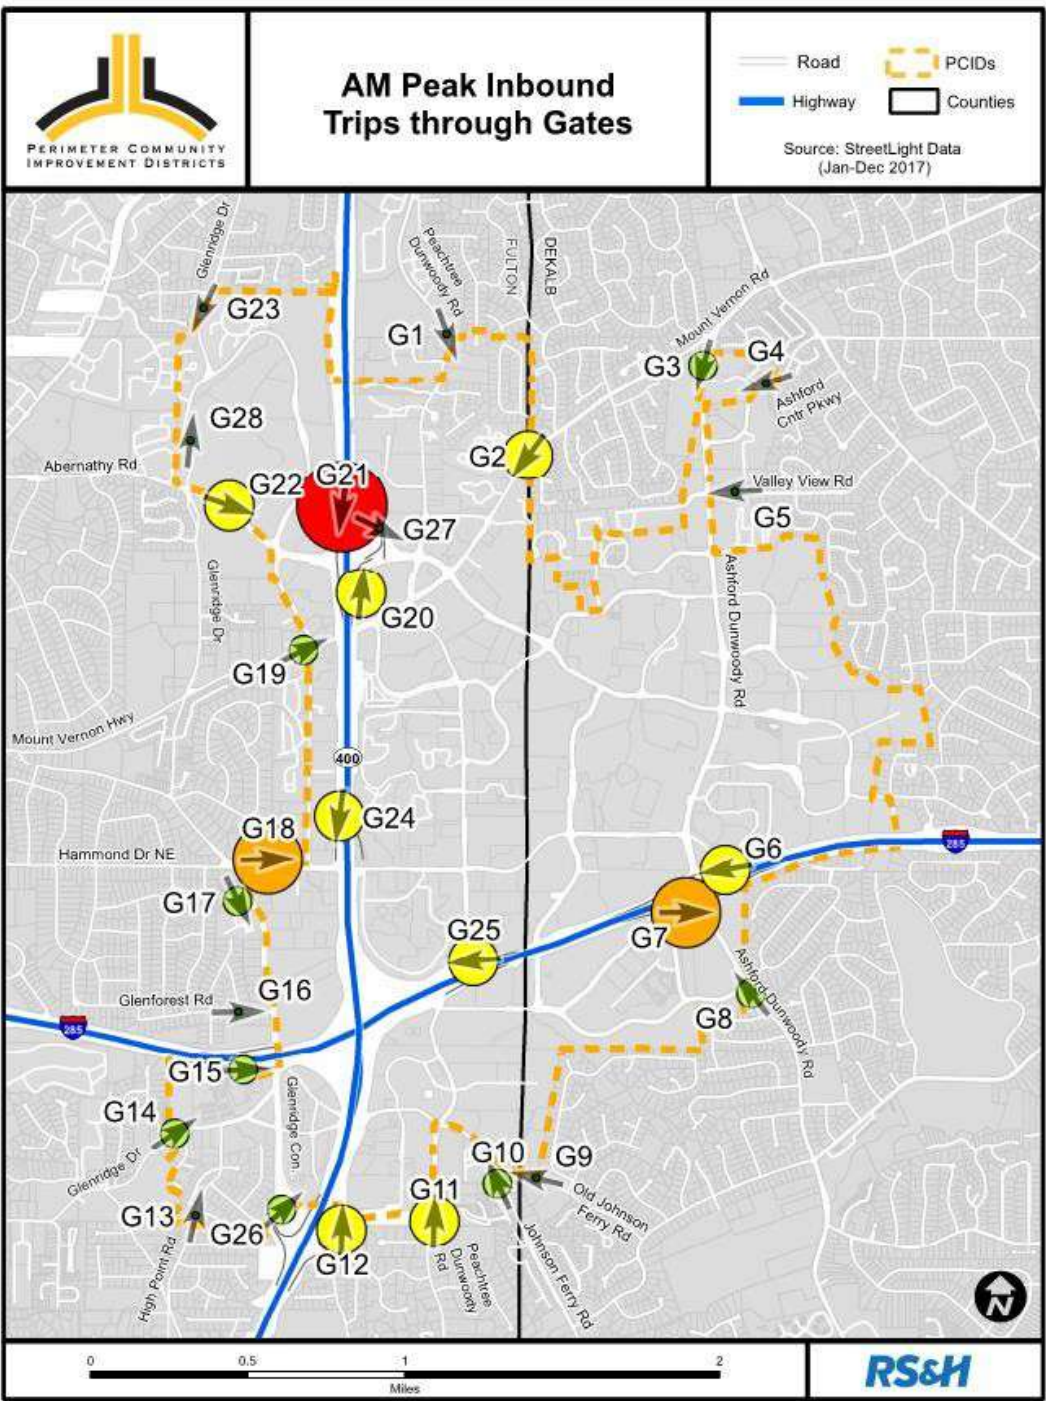 PERIMETER COMMUNITY
IMPROVEMENT DISTRICTS
AM Peak Inbound
Trips through Gates
Road
PCIDs
Highway
Counties
Source: StreetLight Data
(Jan-Dec 2017)
Glenridge Dr
Peachtree
Dunwoody Rd
FULTON
DEKALB
Mount Vernon Rd
G23
G1
G3
G4
Ashford
Cntr Pkwy
G28
Abernathy Rd
G2
G22
G21
G27
Valley View Rd
G5
Glenridge Dr
G20
Ashford Dunwoody Rd
G19
Mount Vernon Hwy
400
G24
G18
Hammond Dr NE
G6
285
G17
G7
G25
Ashford-Dunwoody Rd
Glenforest Rd
G16
G8
285
G15
Glenridge Con.
G14
Glenridge Dr
G10
G9
Old Johnson
Ferry Rd
G11
G13
G26
G12
High Point Rd
Peachtree
Dunwoody
Rd
Johnson Ferry Rd
N
0
0.5
1
2
Miles
RS&H